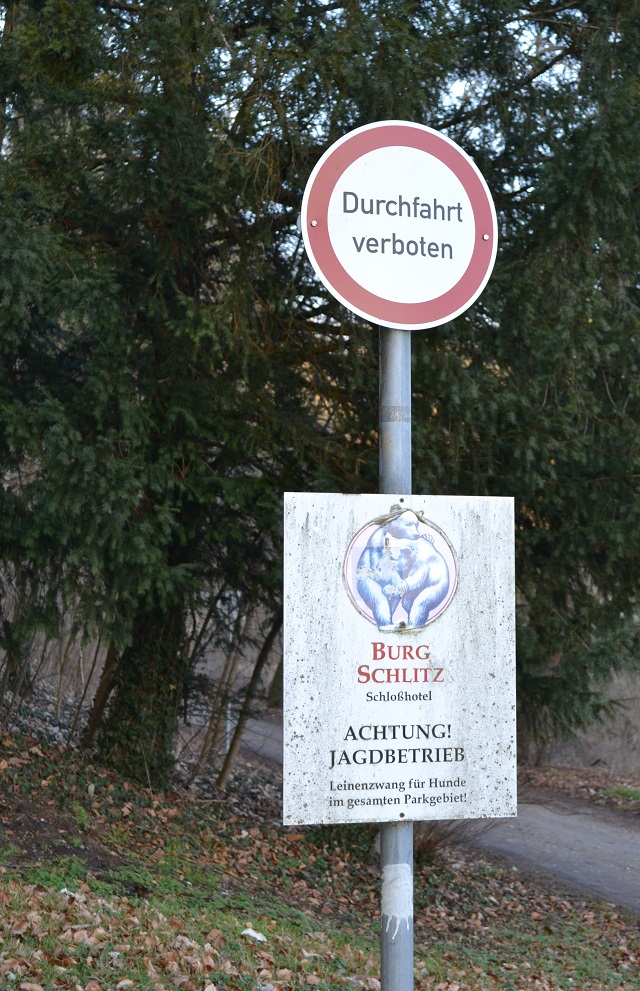 Durchfahrt
verboten
BURG
SCHLITZ
Schloßhotel
ACHTUNG!
JAGDBETRIEB
Leinenzwang für Hunde
im gesamten Parkgebiet!